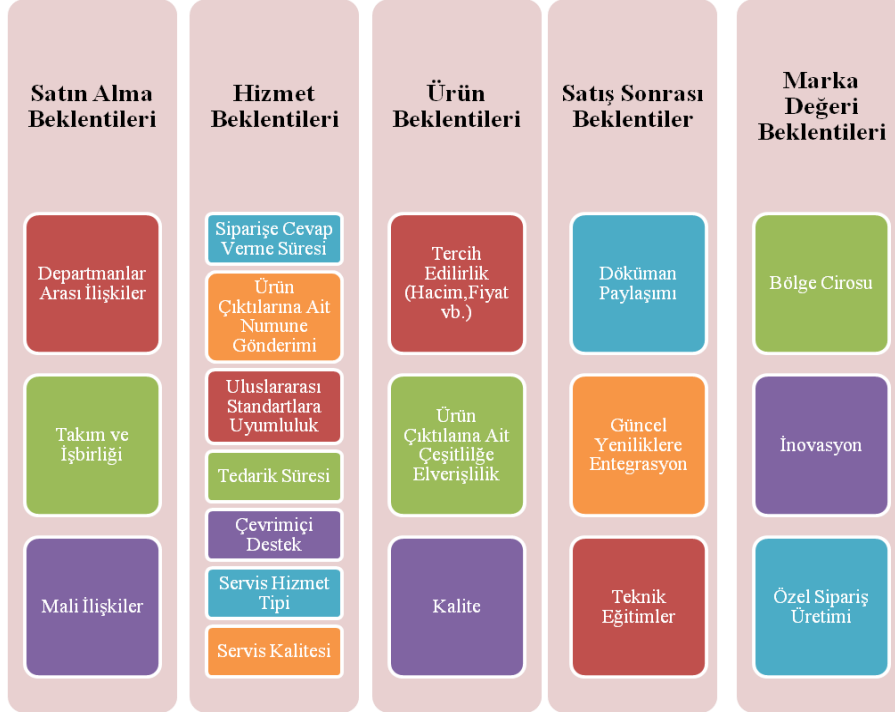 Satın Alma
Beklentileri
Departmanlar
Arası İlişkiler
Takım ve
İşbirliği
Mali İlişkiler
Hizmet
Beklentileri
Siparişe Cevap
Verme Süresi
Ürün
Çıktılarına Ait
Numune
Gönderimi
Uluslararası
Standartlara
Uyumluluk
Tedarik Süresi
Çevrimiçi
Destek
Servis Hizmet
Tipi
Servis Kalitesi
Ürün
Beklentileri
Tercih
Edilirlik
(Hacim,Fiyat
vb.)
Ürün
Çıktılaına Ait
Çeşitlilğe
Elverişlilik
Kalite
Satış Sonrası
Beklentiler
Döküman
Paylaşımı
Güncel
Yeniliklere
Entegrasyon
Teknik
Eğitimler
Marka
Değeri
Beklentileri
Bölge Cirosu
İnovasyon
Özel Sipariş
Üretimi